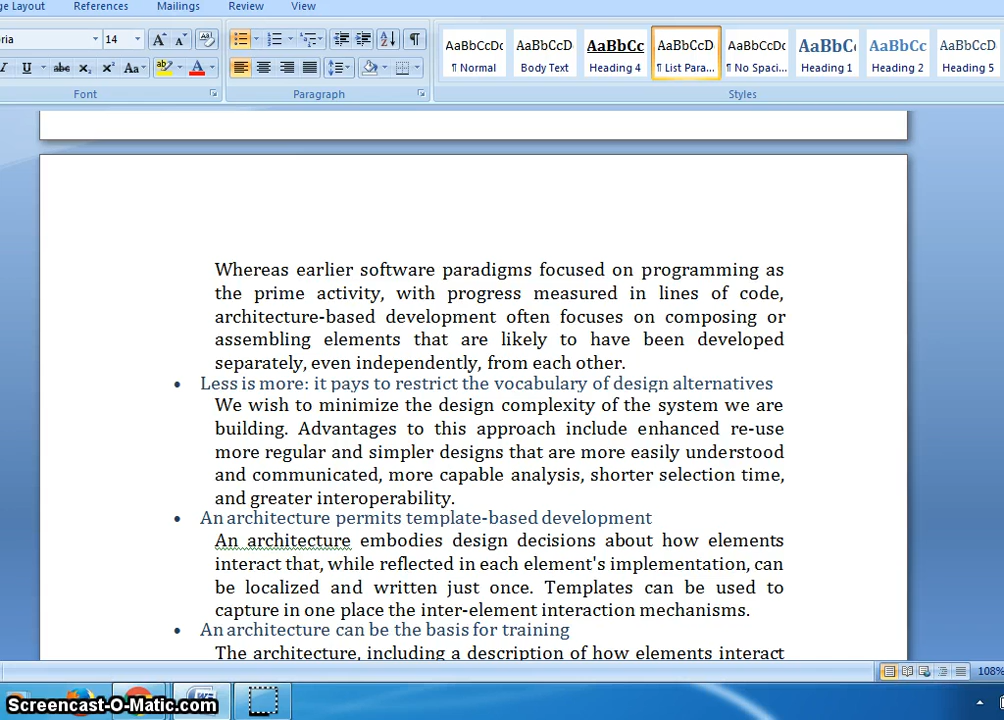 ge Layout References Mailings Review View
ria 14 A A Aa
I U abc x₂ x² Aa ab A
AaBbCcDc AaBbCcD AaBbCc AaBbCcD AaBbCcDc AaBbC AaBbCc AaBbCcD
¶ Normal Body Text Heading 4 ¶ List Para... ¶ No Spaci... Heading 1 Heading 2 Heading 5
Font Paragraph Styles
Whereas earlier software paradigms focused on programming as
the prime activity, with progress measured in lines of code,
architecture-based development often focuses on composing or
assembling elements that are likely to have been developed
separately, even independently, from each other.
• Less is more: it pays to restrict the vocabulary of design alternatives
We wish to minimize the design complexity of the system we are
building. Advantages to this approach include enhanced re-use
more regular and simpler designs that are more easily understood
and communicated, more capable analysis, shorter selection time,
and greater interoperability.
• An architecture permits template-based development
An architecture embodies design decisions about how elements
interact that, while reflected in each element's implementation, can
be localized and written just once. Templates can be used to
capture in one place the inter-element interaction mechanisms.
• An architecture can be the basis for training
The architecture, including a description of how elements interact
108%
Screencast-O-Matic.com